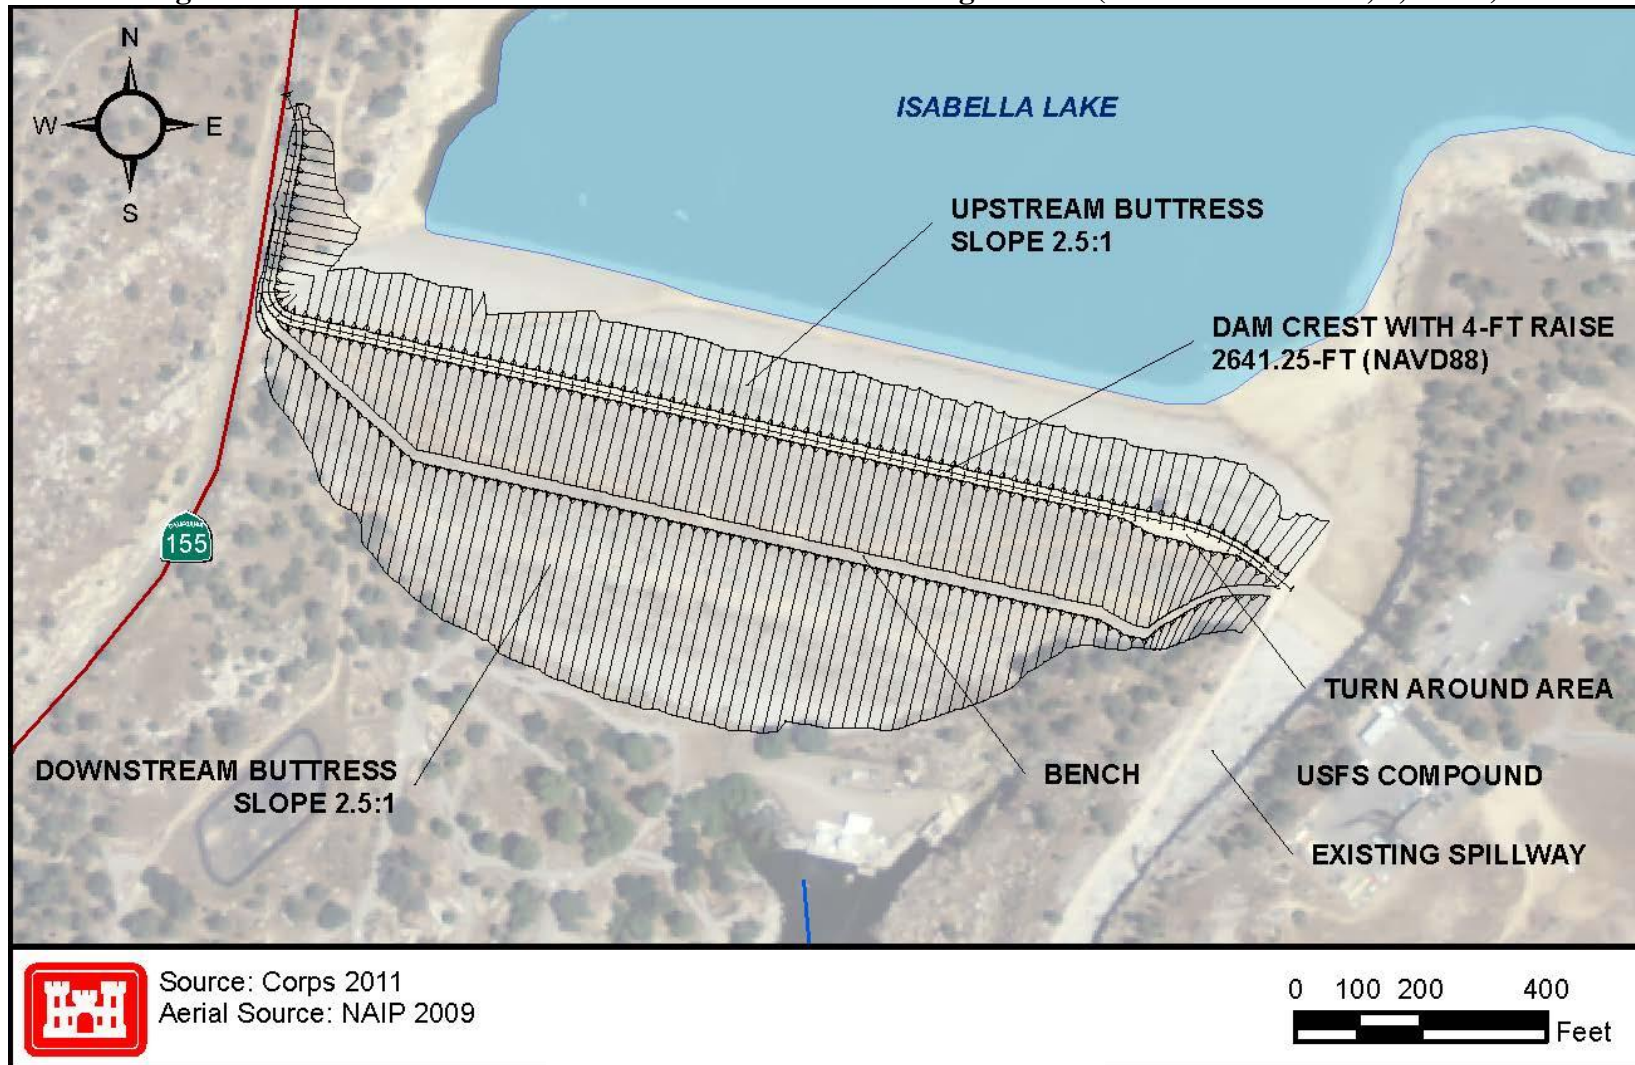 N
W E
S
ISABELLA LAKE
UPSTREAM BUTTRESS
SLOPE 2.5:1
DAM CREST WITH 4-FT RAISE
2641.25-FT (NAVD88)
CALIFORNIA
155
TURN AROUND AREA
DOWNSTREAM BUTTRESS
SLOPE 2.5:1
BENCH
USFS COMPOUND
EXISTING SPILLWAY
Source: Corps 2011
Aerial Source: NAIP 2009
0 100 200 400
Feet